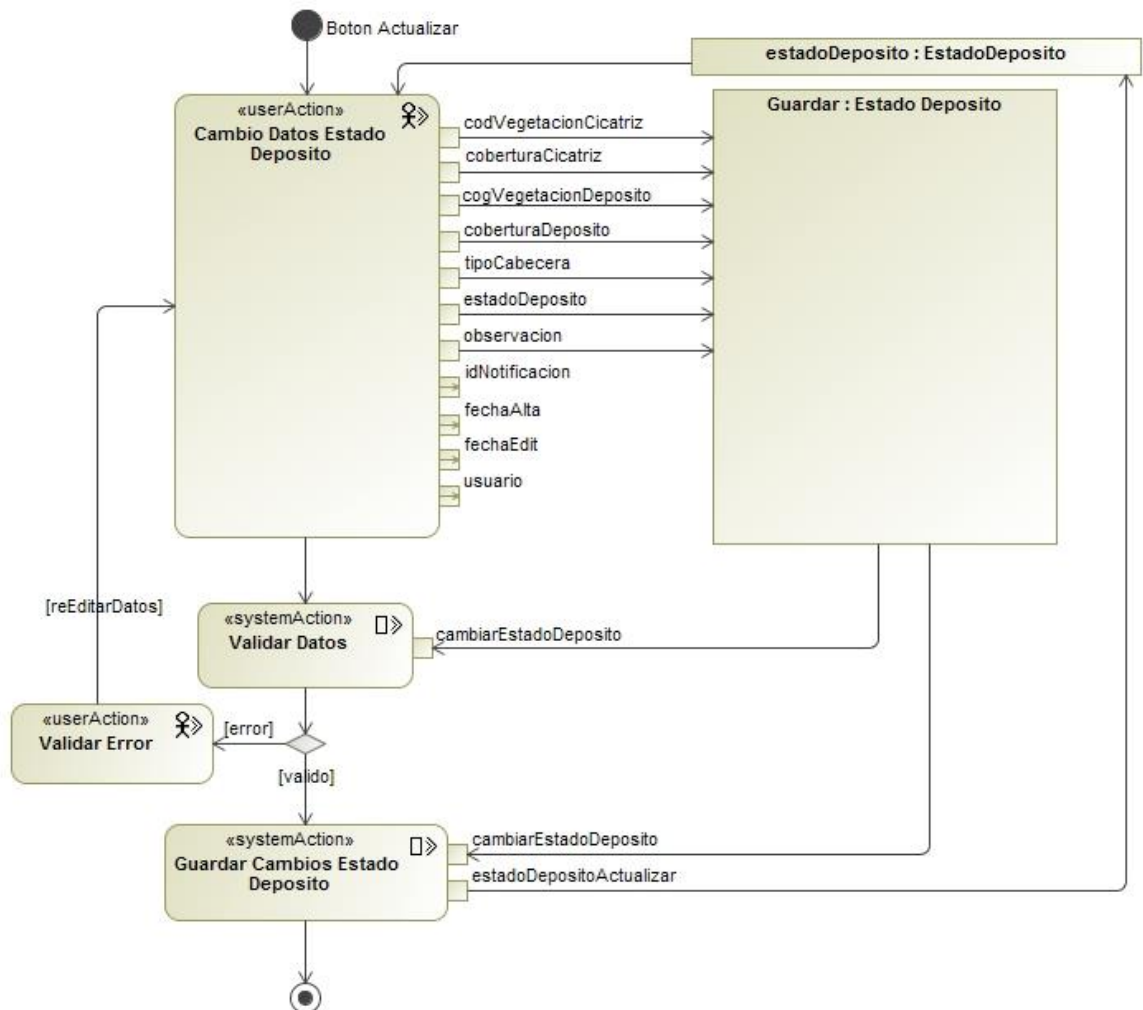 Boton Actualizar
estadoDeposito : EstadoDeposito
«userAction»
Cambio Datos Estado
Deposito
Guardar : Estado Deposito
codVegetacionCicatriz
coberturaCicatriz
cogVegetacionDeposito
coberturaDeposito
tipoCabecera
estadoDeposito
observacion
idNotificacion
fechaAlta
fechaEdit
usuario
[reEditarDatos]
«systemAction»
Validar Datos
cambiarEstadoDeposito
«userAction»
Validar Error
[error]
[valido]
«systemAction»
Guardar Cambios Estado
Deposito
cambiarEstadoDeposito
estadoDepositoActualizar